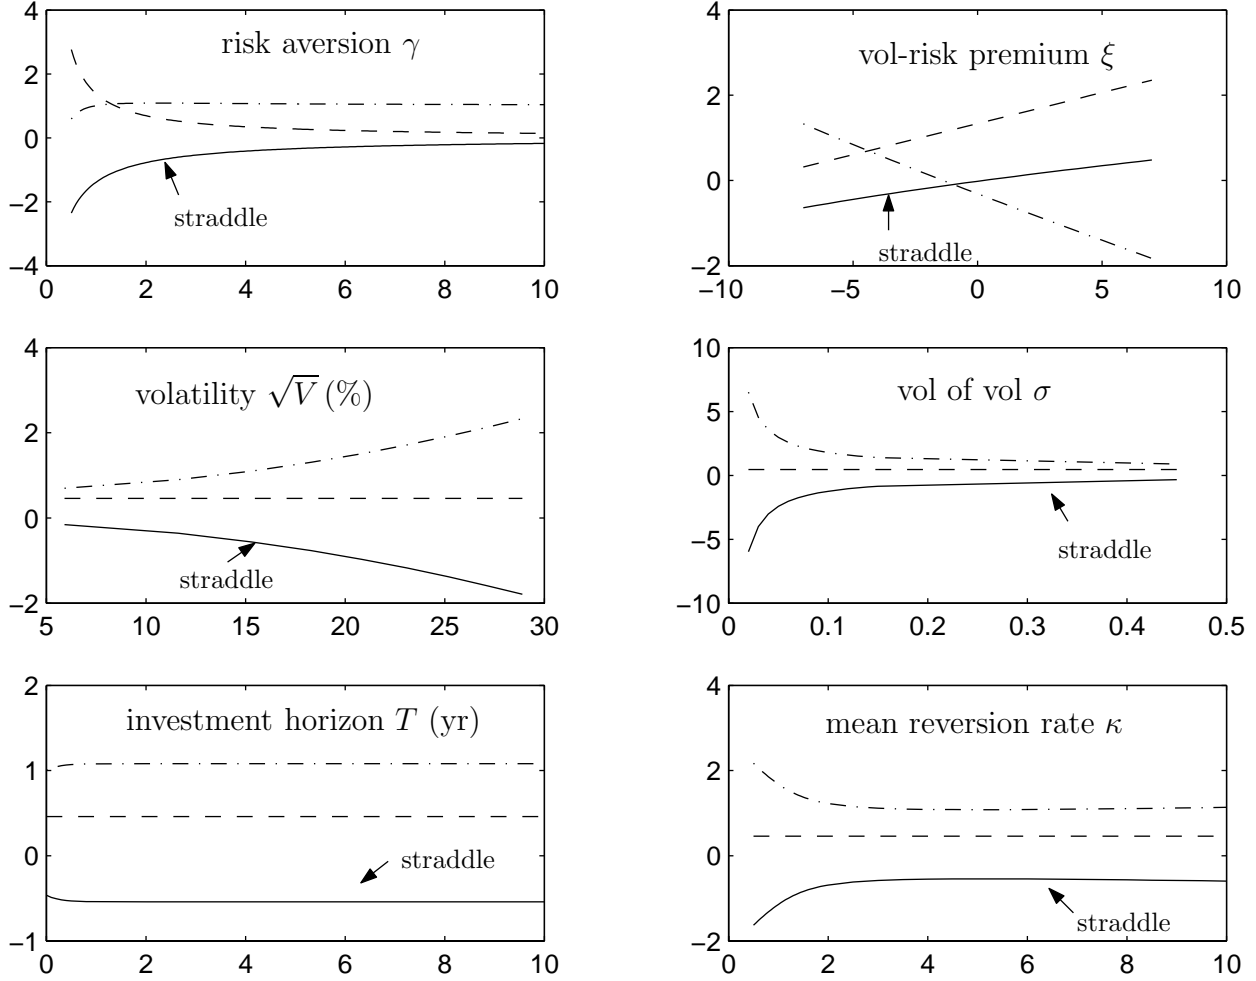 risk aversion γ
4
2
0
−2
−4
straddle
0 2 4 6 8 10
vol-risk premium ξ
4
2
0
−2
straddle
−10 −5 0 5 10
volatility √V (%)
4
2
0
−2
straddle
5 10 15 20 25 30
vol of vol σ
10
5
0
−5
−10
straddle
0 0.1 0.2 0.3 0.4 0.5
investment horizon T (yr)
2
1
0
−1
straddle
0 2 4 6 8 10
mean reversion rate κ
4
2
0
−2
straddle
0 2 4 6 8 10